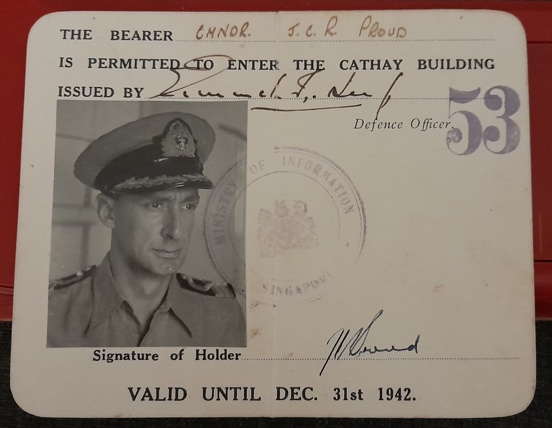 THE BEARER CMNDR. J.C.R PROUD
IS PERMITTED TO ENTER THE CATHAY BUILDING
ISSUED BY
Defence Officer
53
MINISTRY OF INFORMATION
SINGAPORE
Signature of Holder
VALID UNTIL DEC. 31st 1942.